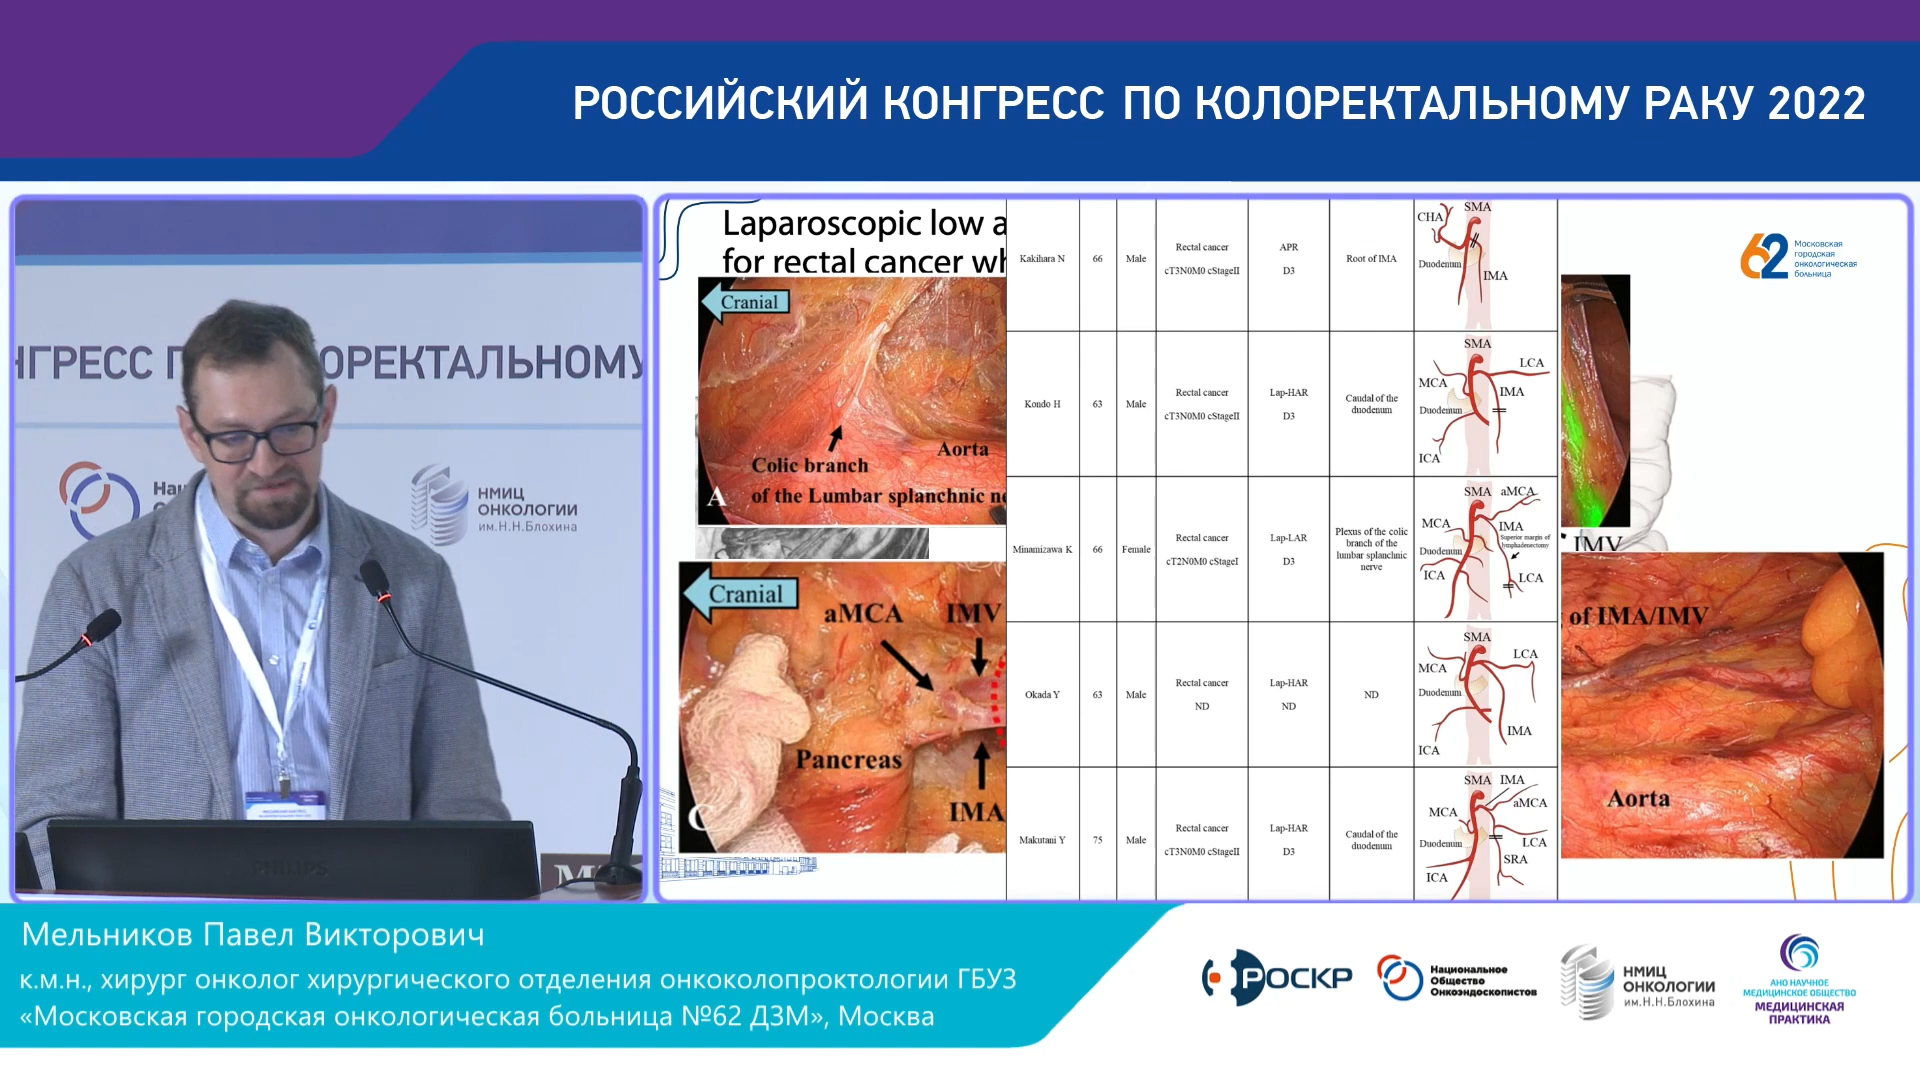 РОССИЙСКИЙ КОНГРЕСС ПО КОЛОРЕКТАЛЬНОМУ РАКУ 2022
НГРЕСС П ОРЕКТАЛЬНОМУ
НМИЦ
ОНКОЛОГИИ
им.Н.Н.Блохина
PHILIPS
Laparoscopic low a
for rectal cancer wh
Cranial
Colic branch
of the Lumbar splanchnic ne
Aorta
A
Cranial
aMCA
IMV
Pancreas
IMA
C
Kakihara N
66
Male
Rectal cancer
cT3N0M0 cStageII
APR
D3
Root of IMA
SMA
CHA
Duodenum
IMA
Kondo H
63
Male
Rectal cancer
cT3N0M0 cStageII
Lap-HAR
D3
Caudal of the
duodenum
SMA
LCA
MCA
IMA
Duodenum
ICA
Minamizawa K
66
Female
Rectal cancer
cT2N0M0 cStageI
Lap-LAR
D3
Plexus of the colic
branch of the
lumbar splanchnic
nerve
SMA
aMCA
MCA
IMA
Superior margin of
lymphadenectomy
Duodenum
ICA
LCA
Okada Y
63
Male
Rectal cancer
ND
Lap-HAR
ND
ND
SMA
LCA
MCA
Duodenum
IMA
ICA
Makutani Y
75
Male
Rectal cancer
cT3N0M0 cStageII
Lap-HAR
D3
Caudal of the
duodenum
SMA
IMA
aMCA
MCA
Duodenum
LCA
SRA
ICA
62
Московская
городская
онкологическая
больница
IMV
of IMA/IMV
Aorta
Мельников Павел Викторович
к.м.н., хирург онколог хирургического отделения онкоколопроктологии ГБУЗ
«Московская городская онкологическая больница №62 ДЗМ», Москва
РОСКР
Национальное
Общество
Онкоэндоскопистов
НМИЦ
ОНКОЛОГИИ
им.Н.Н.Блохина
АНО НАУЧНОЕ
МЕДИЦИНСКОЕ ОБЩЕСТВО
МЕДИЦИНСКАЯ
ПРАКТИКА